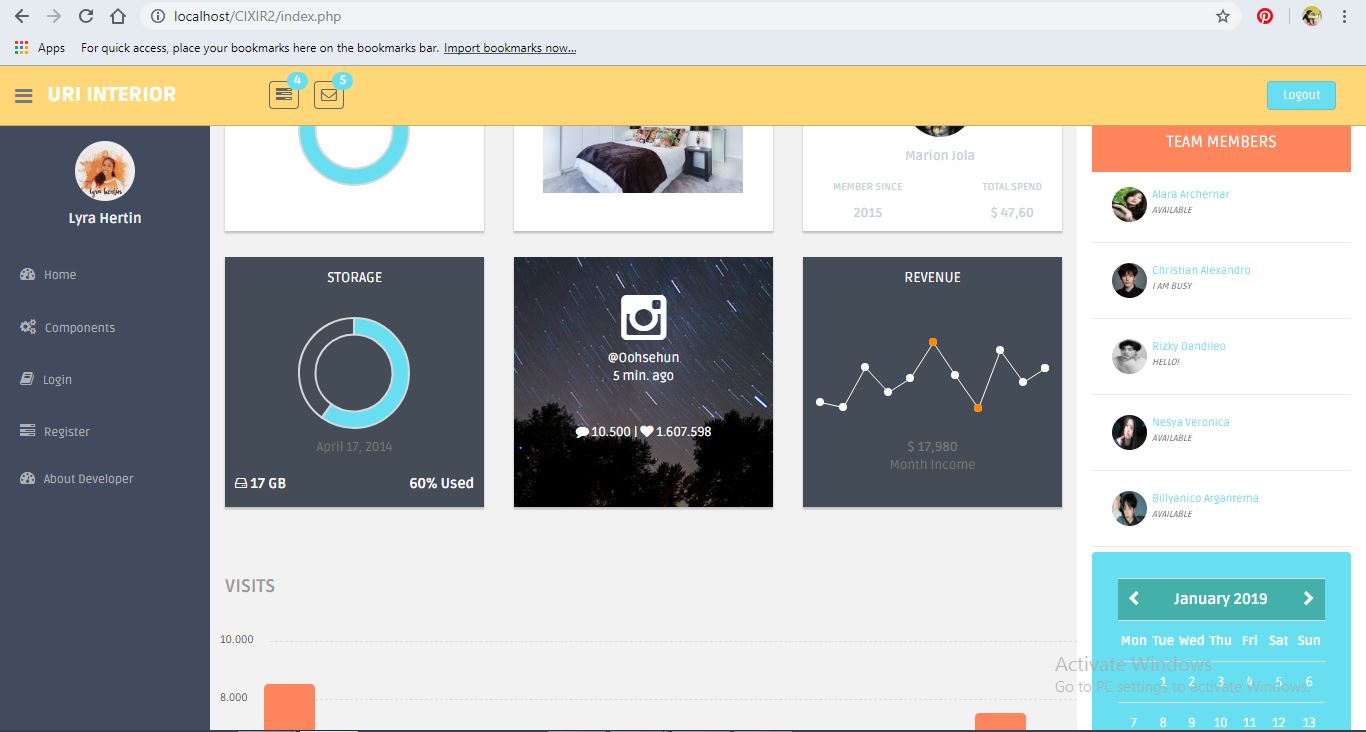 localhost/CIXIR2/index.php
Apps For quick access, place your bookmarks here on the bookmarks bar. Import bookmarks now...
URI INTERIOR 4 5 Logout
Lyra Hertin
Lyra Hertin
Home
Components
Login
Register
About Developer
Marion Jola
MEMBER SINCE TOTAL SPEND
2015 $ 47,60
STORAGE
April 17, 2014
17 GB 60% Used
@Oohsehun
5 min. ago
10.500 | 1.607.598
REVENUE
$ 17,980
Month Income
VISITS
10.000
8.000
TEAM MEMBERS
Alara Archernar
AVAILABLE
Christian Alexandro
I AM BUSY
Rizky Dandileo
HELLO!
Nesya Veronica
AVAILABLE
Billyanico Argantema
AVAILABLE
January 2019
Mon Tue Wed Thu Fri Sat Sun
1 2 3 4 5 6
7 8 9 10 11 12 13
Activate Windows
Go to PC settings to activate Windows.